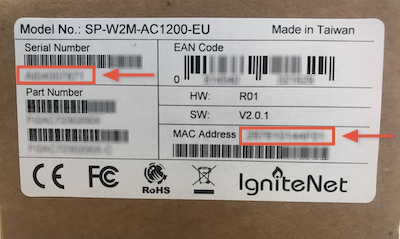 Model No.: SP-W2M-AC1200-EU
Made in Taiwan
Serial Number
Part Number
EAN Code
0
HW: R01
SW: V2.0.1
MAC Address
CE FC RoHS IgniteNet